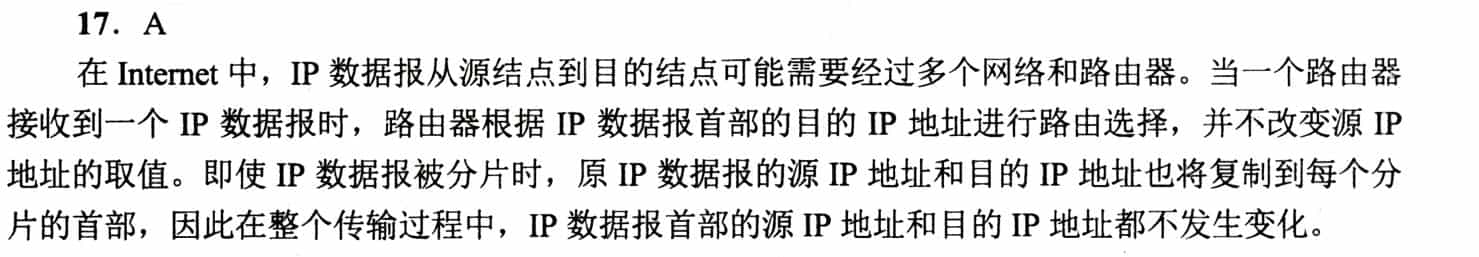 17. A
在 Internet 中，IP 数据报从源结点到目的结点可能需要经过多个网络和路由器。当一个路由器
接收到一个 IP 数据报时，路由器根据 IP 数据报首部的目的 IP 地址进行路由选择，并不改变源 IP
地址的取值。即使 IP 数据报被分片时，原 IP 数据报的源 IP 地址和目的 IP 地址也将复制到每个分
片的首部，因此在整个传输过程中，IP 数据报首部的源 IP 地址和目的 IP 地址都不发生变化。